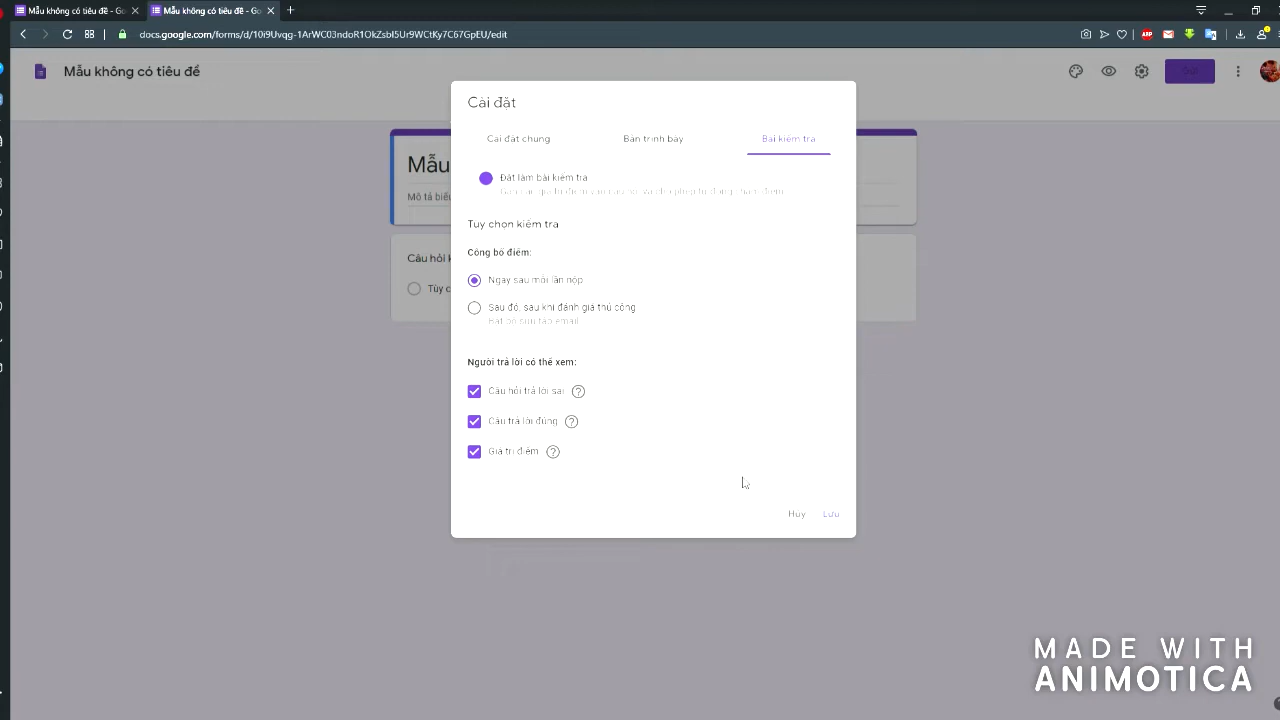 Mẫu không có tiêu đề - Go
Mẫu không có tiêu đề - Go
docs.google.com/forms/d/10i9Uvqg-1ArWC03ndoR1OkZsbI5Ur9WCtKy7C67GpEU/edit
Mẫu không có tiêu đề
Gửi
Cài đặt
Cài đặt chung
Bản trình bày
Bài kiểm tra
Mẫu
Đặt làm bài kiểm tra
Mô tả biểu
Tùy chọn kiểm tra
Công bố điểm:
Câu hỏi k
Ngay sau mỗi lần nộp
Tùy c
Sau đó, sau khi đánh giá thủ công
Bật bộ sưu tập email
Người trả lời có thể xem:
Câu hỏi trả lời sai
Câu trả lời đúng
Giá trị điểm
Hủy
Lưu
MADE WITH
ANIMOTICA